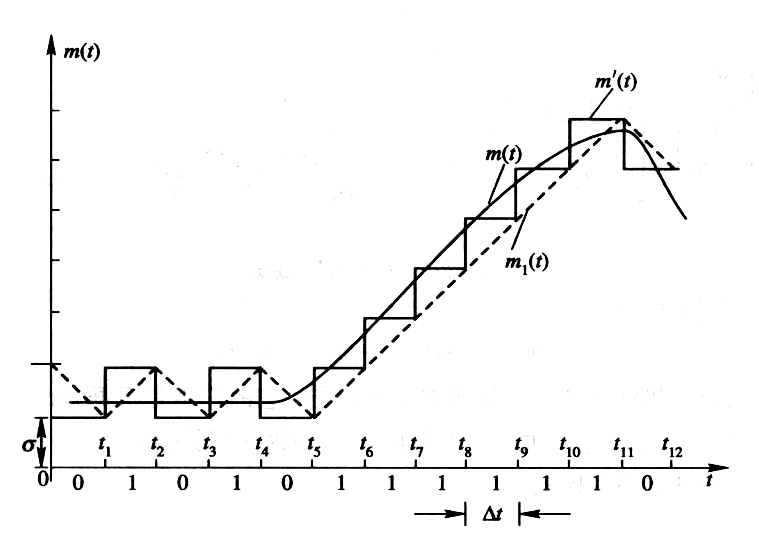 m(t)
m′(t)
m(t)
m₁(t)
σ
t₁ t₂ t₃ t₄ t₅ t₆ t₇ t₈ t₉ t₁₀ t₁₁ t₁₂
0 0 1 0 1 0 1 1 1 1 1 1 0 t
Δt